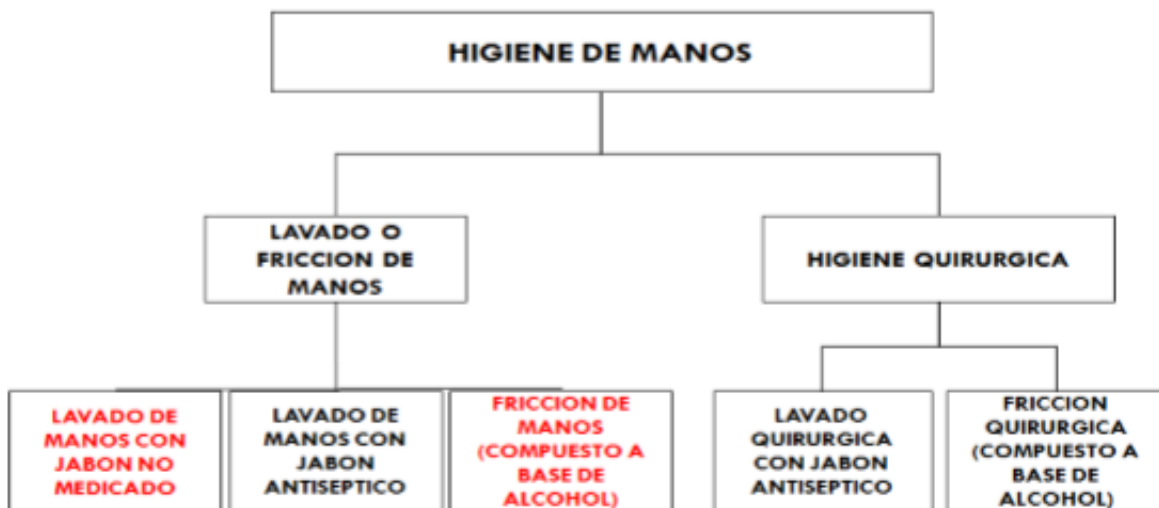 HIGIENE DE MANOS
LAVADO O
FRICCION DE
MANOS
HIGIENE QUIRURGICA
LAVADO DE
MANOS CON
JABON NO
MEDICADO
LAVADO DE
MANOS CON
JABON
ANTISEPTICO
FRICCION DE
MANOS
(COMPUESTO A
BASE DE
ALCOHOL)
LAVADO
QUIRURGICA
CON JABON
ANTISEPTICO
FRICCION
QUIRURGICA
(COMPUESTO A
BASE DE
ALCOHOL)